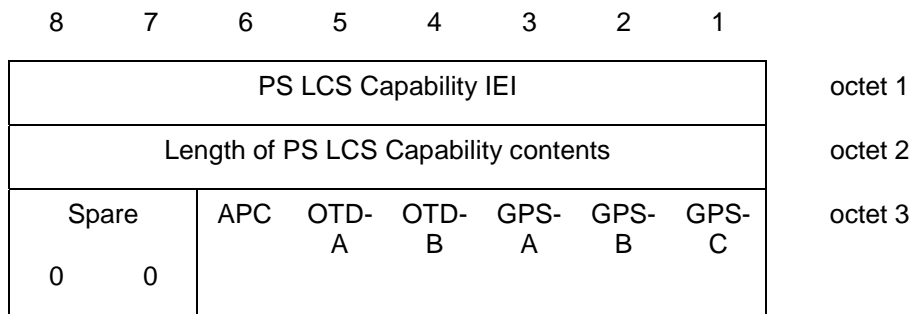 8 7 6 5 4 3 2 1
PS LCS Capability IEI octet 1
Length of PS LCS Capability contents octet 2
Spare APC OTD- OTD- GPS- GPS- GPS- octet 3
A B A B C
0 0